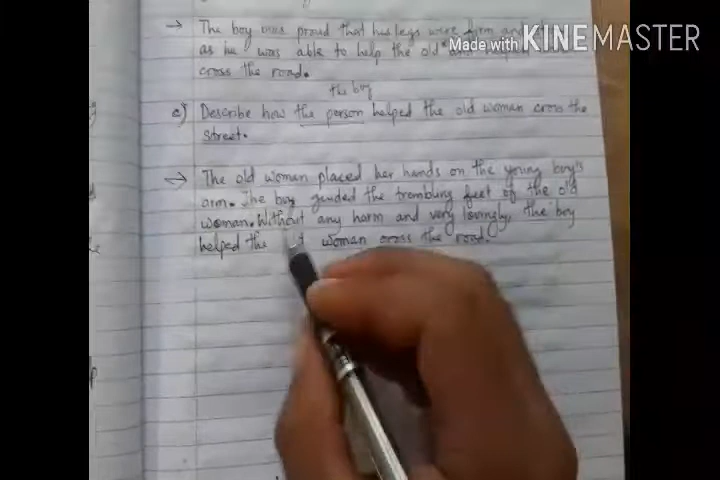 → The boy was proud that his legs were firm and
as he was able to help the old
Made with KINEMASTER
cross the road.
the boy
e) Describe how the person helped the old woman cross the
street.
→ The old woman placed her hands on the young boy's
arm. The boy guided the trembling feet of the old
woman. Without any harm and very lovingly, the boy
helped the woman cross the road.